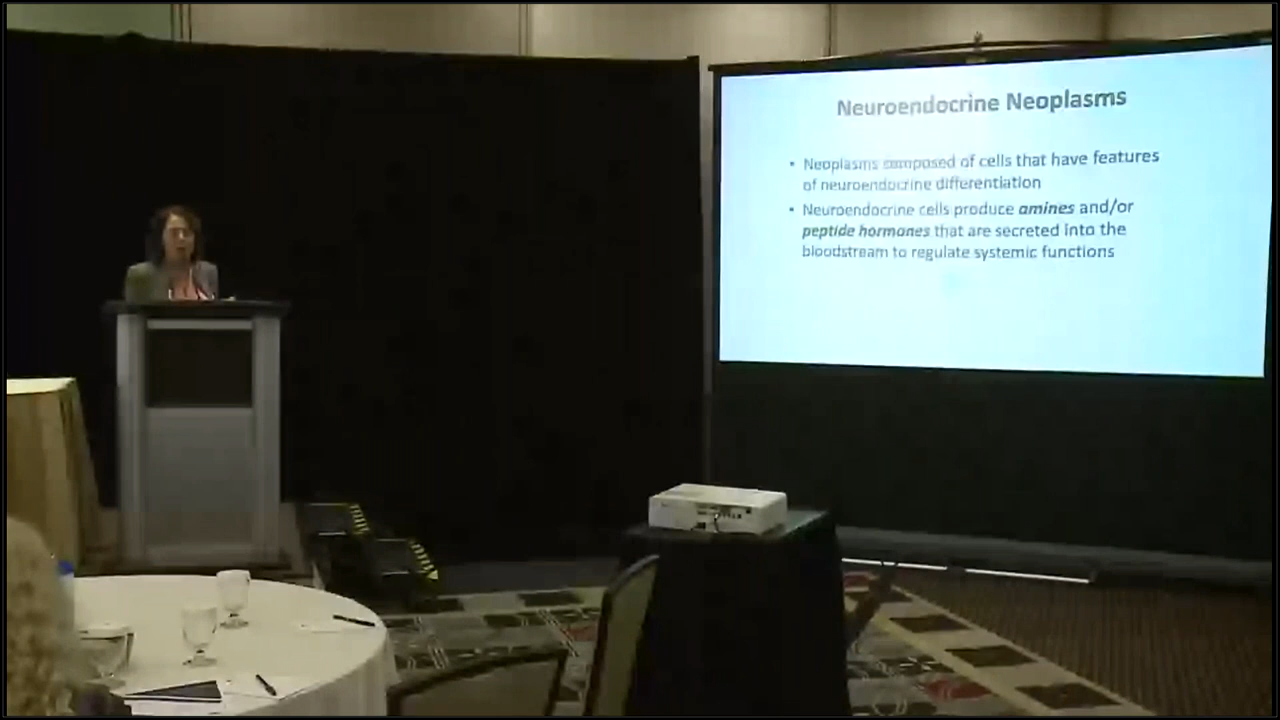 Neuroendocrine Neoplasms
• Neoplasms composed of cells that have features
of neuroendocrine differentiation
• Neuroendocrine cells produce amines and/or
peptide hormones that are secreted into the
bloodstream to regulate systemic functions